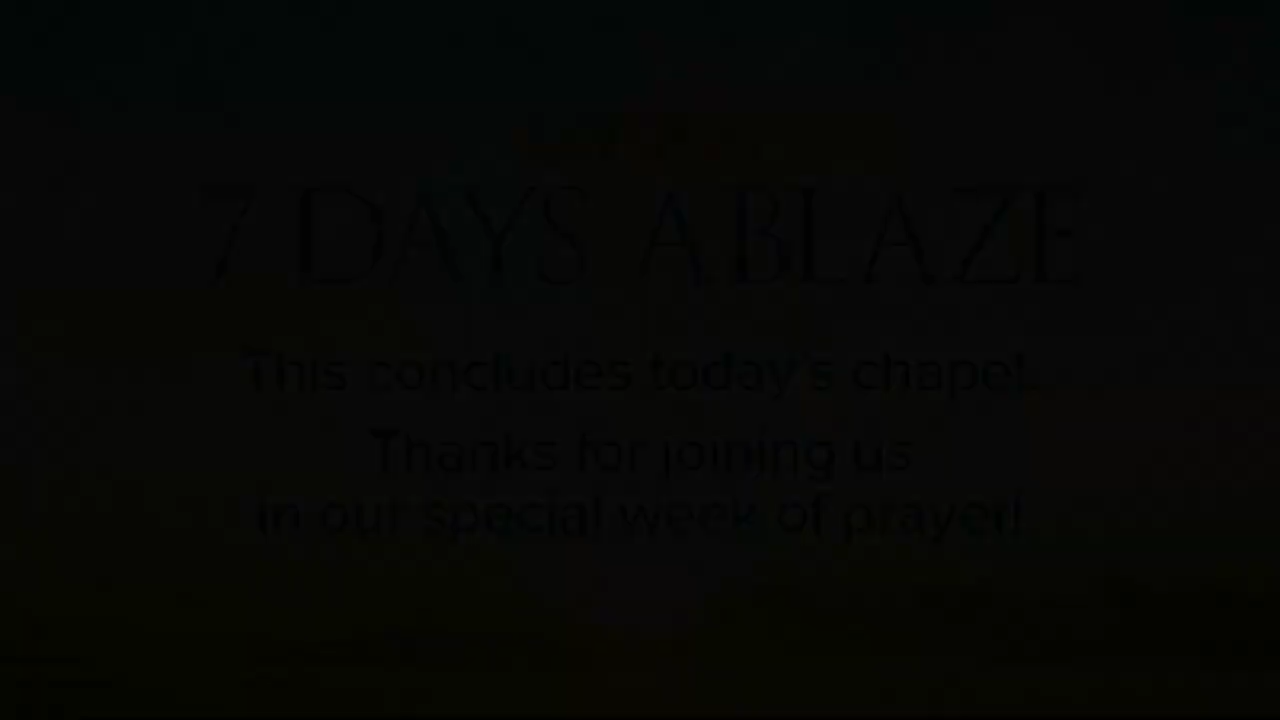 7 DAYS ABLAZE
This concludes today's chapel.
Thanks for joining us
in our special week of prayer!